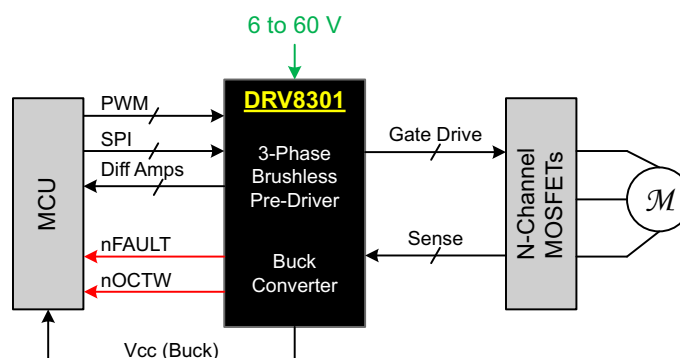 6 to 60 V
DRV8301
3-Phase
Brushless
Pre-Driver
Buck
Converter
MCU
PWM
SPI
Diff Amps
nFAULT
nOCTW
Vcc (Buck)
Gate Drive
Sense
N-Channel
MOSFETs
M